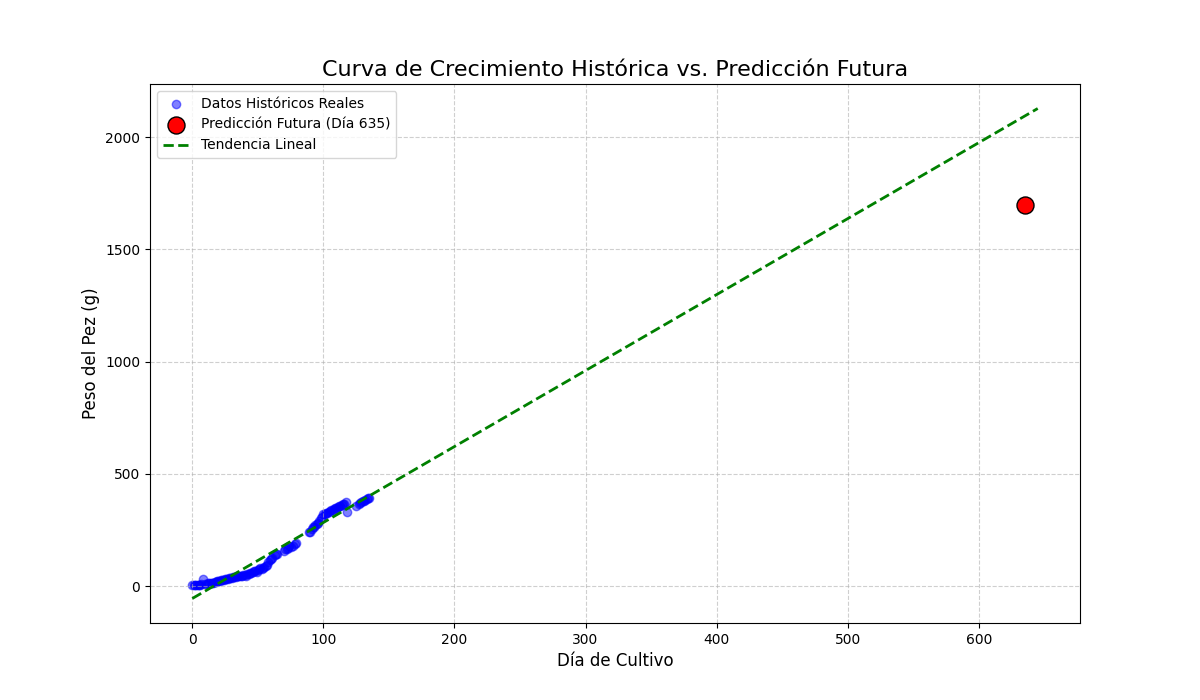 Curva de Crecimiento Histórica vs. Predicción Futura
Datos Históricos Reales
Predicción Futura (Día 635)
Tendencia Lineal
Peso del Pez (g)
2000
1500
1000
500
0
0 100 200 300 400 500 600
Día de Cultivo